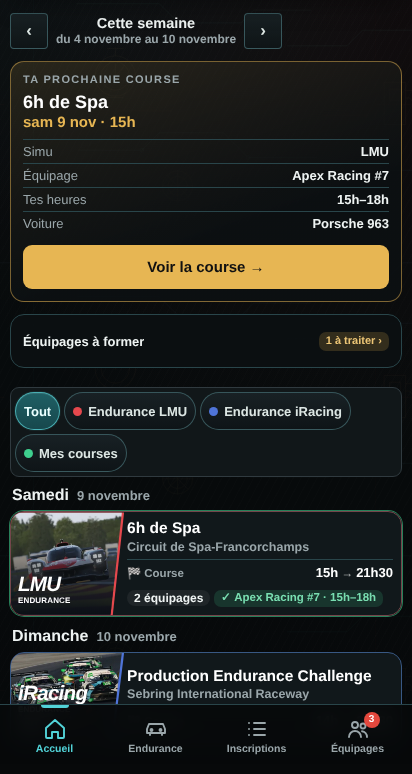 ‹ Cette semaine ›
du 4 novembre au 10 novembre
TA PROCHAINE COURSE
6h de Spa
sam 9 nov · 15h
Simu LMU
Équipage Apex Racing #7
Tes heures 15h–18h
Voiture Porsche 963
Voir la course →
Équipages à former 1 à traiter ›
Tout Endurance LMU Endurance iRacing
Mes courses
Samedi 9 novembre
6h de Spa
Circuit de Spa-Francorchamps
Course 15h → 21h30
2 équipages ✓ Apex Racing #7 · 15h–18h
LMU
ENDURANCE
Dimanche 10 novembre
Production Endurance Challenge
Sebring International Raceway
iRacing
3
Accueil Endurance Inscriptions Équipages